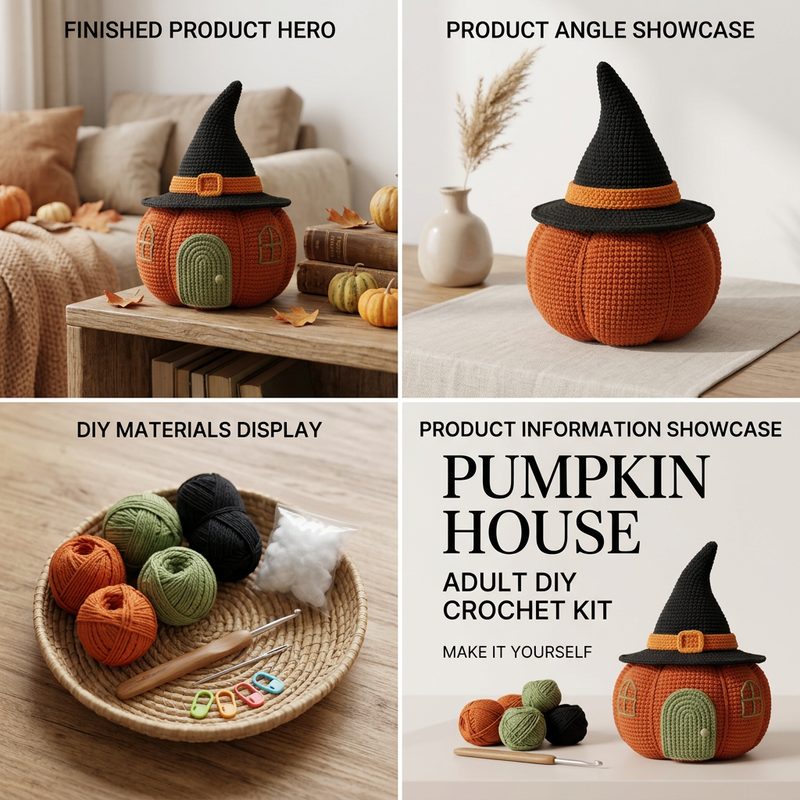 FINISHED PRODUCT HERO
PRODUCT ANGLE SHOWCASE
DIY MATERIALS DISPLAY
PRODUCT INFORMATION SHOWCASE
PUMPKIN
HOUSE
ADULT DIY
CROCHET KIT
MAKE IT YOURSELF